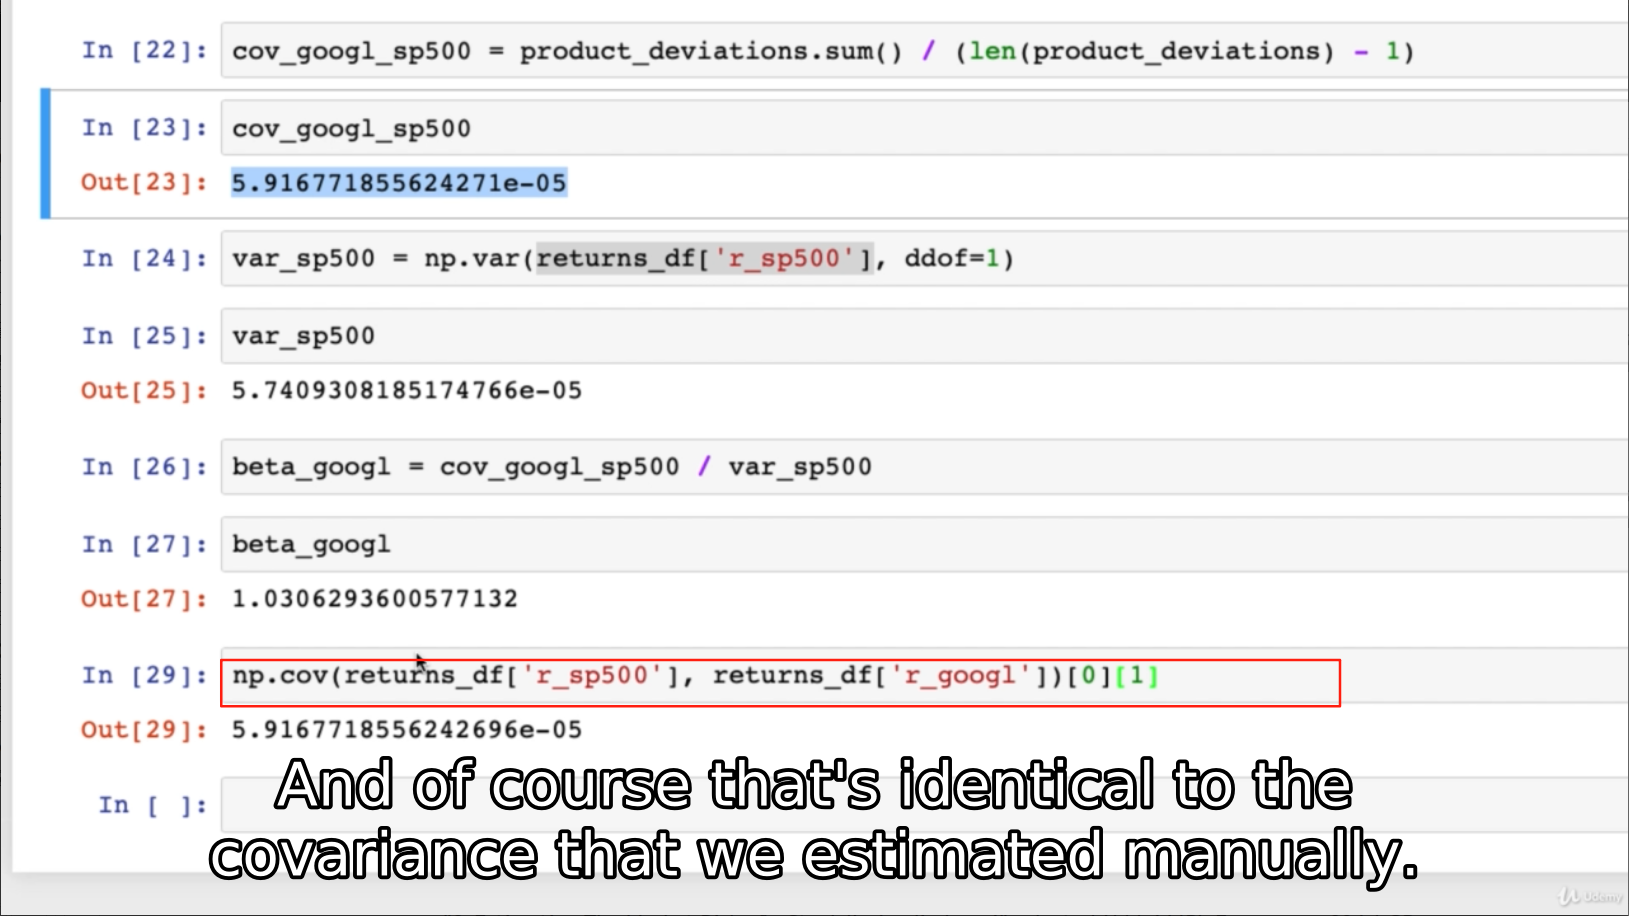 In [22]: cov_googl_sp500 = product_deviations.sum() / (len(product_deviations) - 1)
In [23]: cov_googl_sp500
Out[23]: 5.916771855624271e-05
In [24]: var_sp500 = np.var(returns_df['r_sp500'], ddof=1)
In [25]: var_sp500
Out[25]: 5.7409308185174766e-05
In [26]: beta_googl = cov_googl_sp500 / var_sp500
In [27]: beta_googl
Out[27]: 1.0306293600577132
In [29]: np.cov(returns_df['r_sp500'], returns_df['r_googl'])[0][1]
Out[29]: 5.9167718556242696e-05
In [ ]:
And of course that's identical to the
covariance that we estimated manually.
Udemy